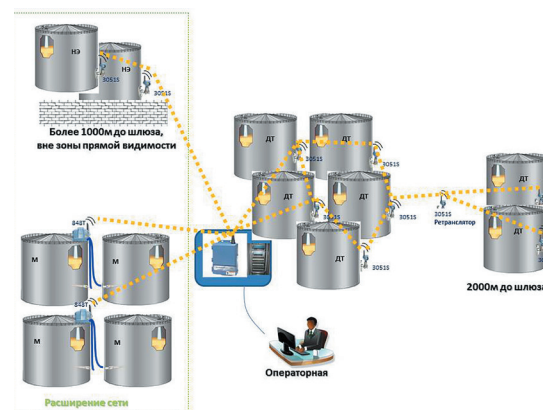 НЭ
НЭ
3051S
3051S
Более 1000м до шлюза,
вне зоны прямой видимости
ДТ
ДТ
3051S
3051S
ДТ
ДТ
3051S
3051S
ДТ
3051S
3051S
Ретранслятор
ДТ
ДТ
2000м до шлюза
848T
М
М
848T
М
М
Операторная
Расширение сети